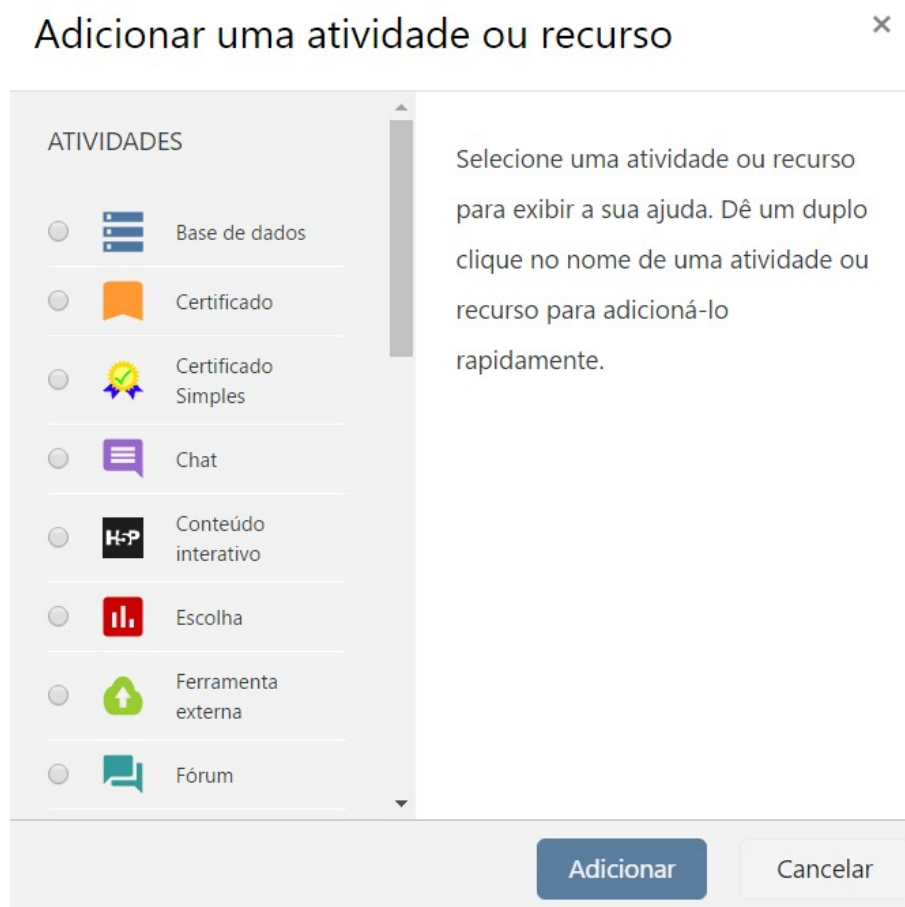 Adicionar uma atividade ou recurso
×
ATIVIDADES
Base de dados
Certificado
Certificado
Simples
Chat
H5P
Conteúdo
interativo
Escolha
Ferramenta
externa
Fórum
Selecione uma atividade ou recurso
para exibir a sua ajuda. Dê um duplo
clique no nome de uma atividade ou
recurso para adicioná-lo
rapidamente.
Adicionar
Cancelar